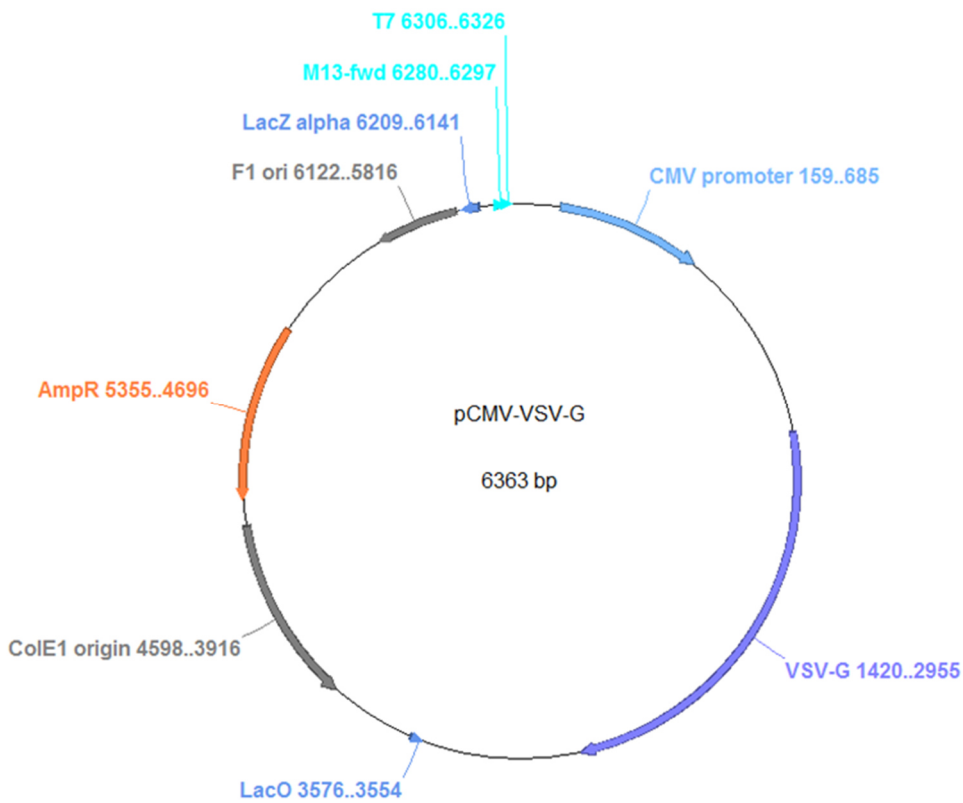 T7 6306..6326
M13-fwd 6280..6297
LacZ alpha 6209..6141
F1 ori 6122..5816
CMV promoter 159..685
AmpR 5355..4696
pCMV-VSV-G
6363 bp
ColE1 origin 4598..3916
VSV-G 1420..2955
LacO 3576..3554